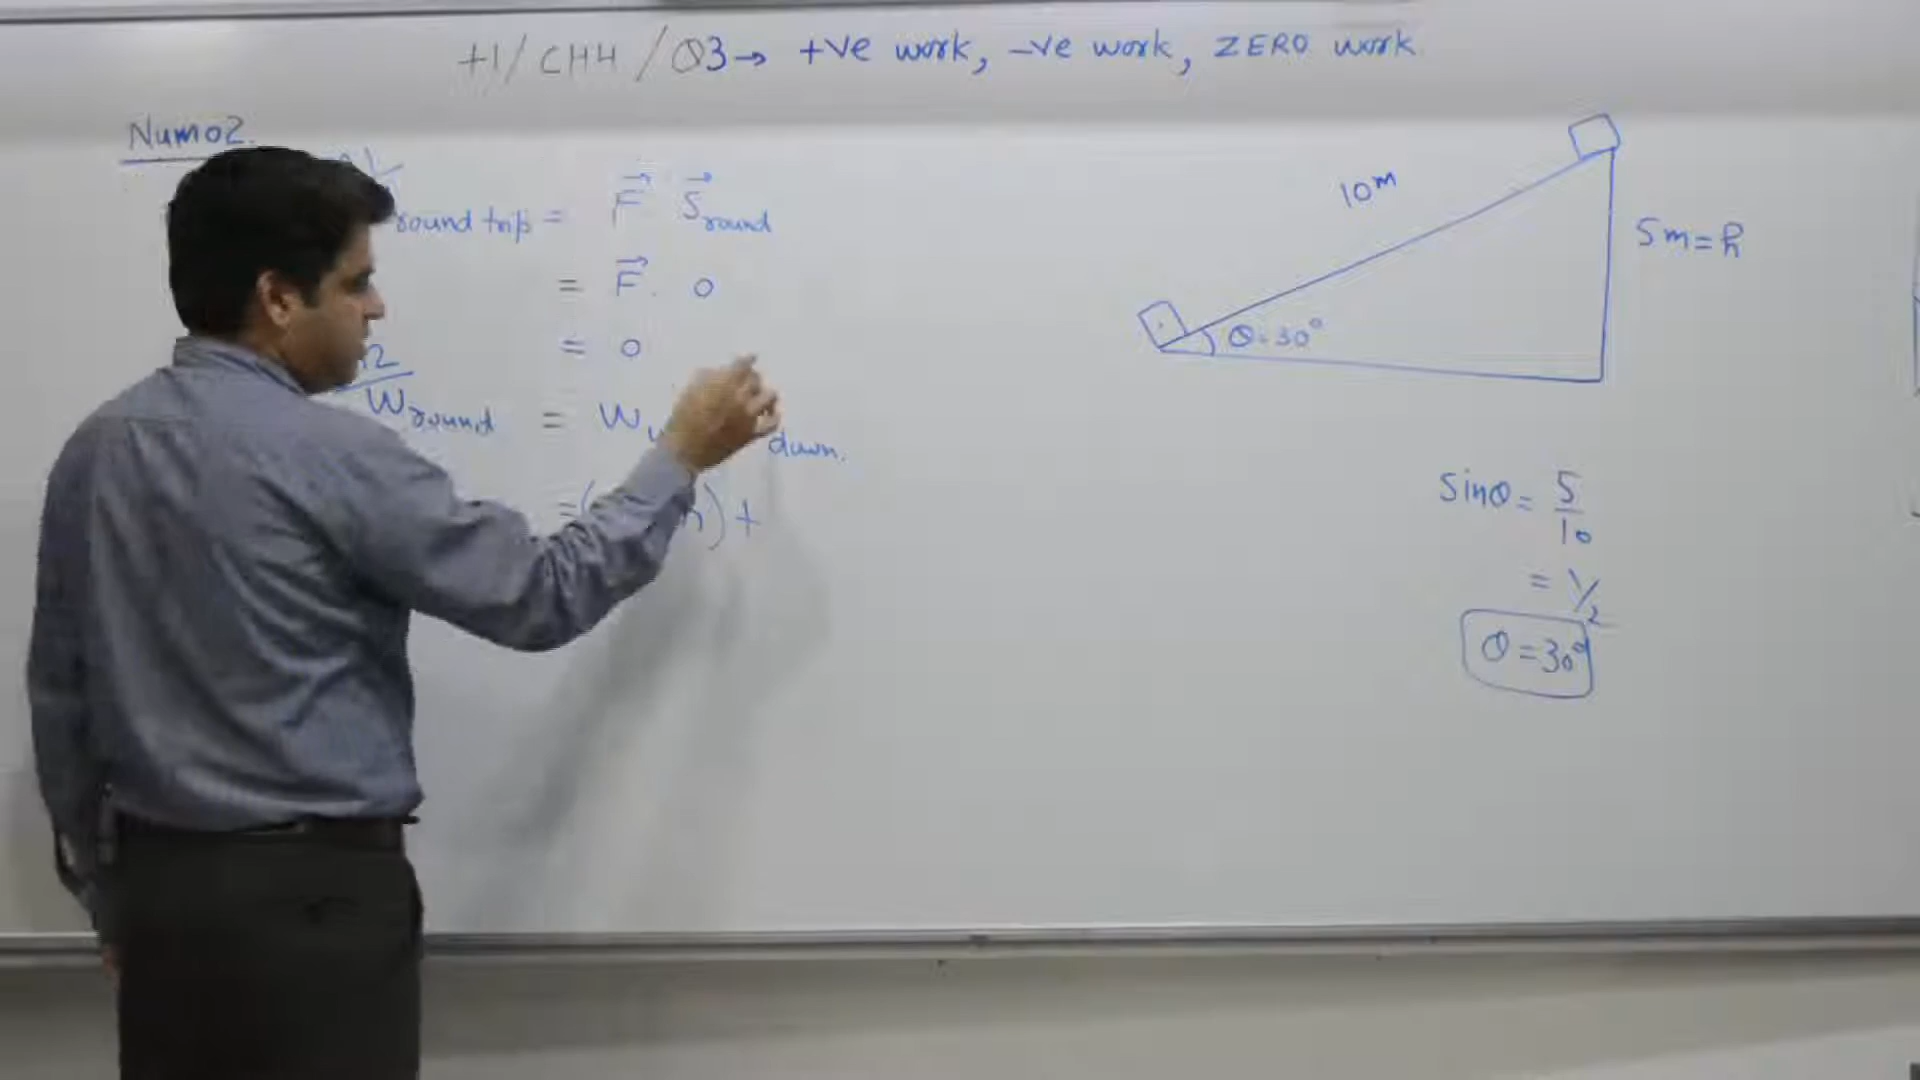 +1/CH4/Q3→ +ve work, -ve work, ZERO work
Num02.
round trip = F⃗ S⃗round
= F⃗. 0
= 0
Wround = W down.
= ( ) +
10m
5m=h
θ=30°
Sinθ = 5/10
= 1/2
θ=30°